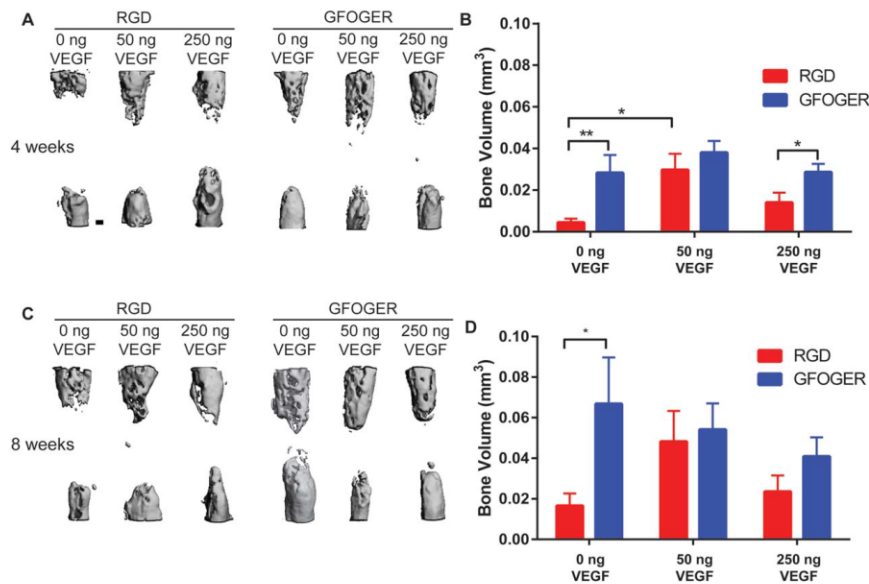 A
RGD
GFOGER
0 ng 50 ng 250 ng 0 ng 50 ng 250 ng
VEGF VEGF VEGF VEGF VEGF VEGF
4 weeks
B
Bone Volume (mm³)
0.10
0.08
0.06
0.04
0.02
0.00
RGD
GFOGER
**
*
*
0 ng 50 ng 250 ng
VEGF VEGF VEGF
C
RGD
GFOGER
0 ng 50 ng 250 ng 0 ng 50 ng 250 ng
VEGF VEGF VEGF VEGF VEGF VEGF
8 weeks
D
Bone Volume (mm³)
0.10
0.08
0.06
0.04
0.02
0.00
RGD
GFOGER
*
0 ng 50 ng 250 ng
VEGF VEGF VEGF